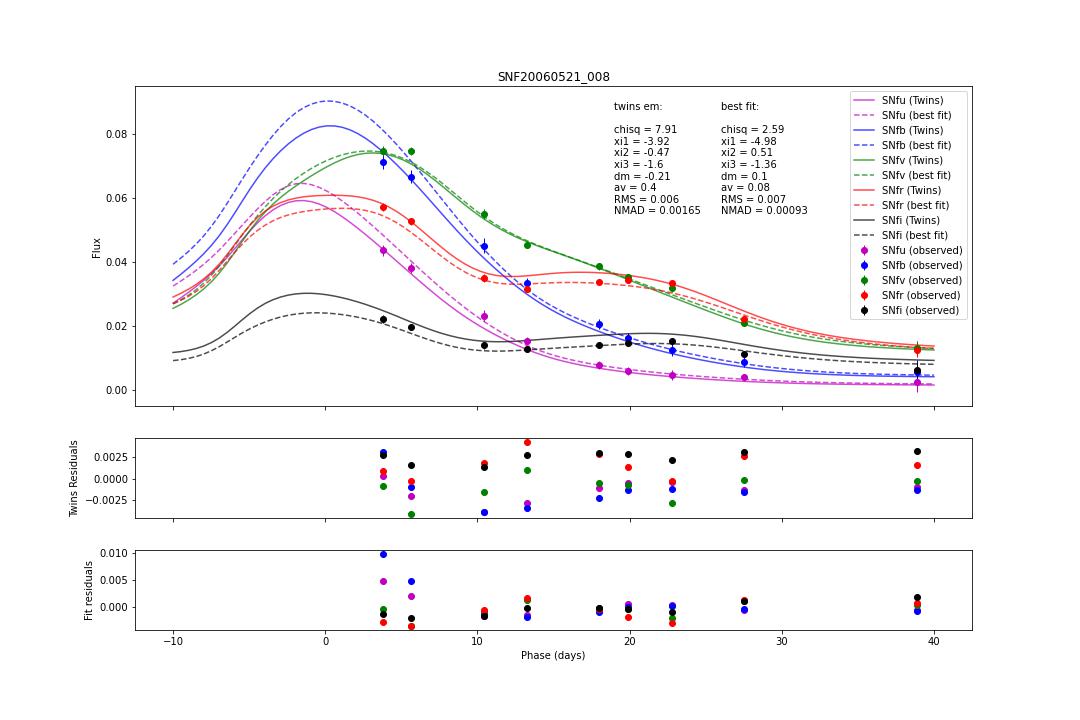 SNF20060521_008
twins em:
best fit:
chisq = 7.91
xi1 = -3.92
xi2 = -0.47
xi3 = -1.6
dm = -0.21
av = 0.4
RMS = 0.006
NMAD = 0.00165
chisq = 2.59
xi1 = -4.98
xi2 = 0.51
xi3 = -1.36
dm = 0.1
av = 0.08
RMS = 0.007
NMAD = 0.00093
SNfu (Twins)
SNfu (best fit)
SNfb (Twins)
SNfb (best fit)
SNfv (Twins)
SNfv (best fit)
SNfr (Twins)
SNfr (best fit)
SNfi (Twins)
SNfi (best fit)
SNfu (observed)
SNfb (observed)
SNfv (observed)
SNfr (observed)
SNfi (observed)
Flux
0.08
0.06
0.04
0.02
0.00
Twins Residuals
0.0025
0.0000
−0.0025
Fit residuals
0.010
0.005
0.000
−10
0
10
20
30
40
Phase (days)